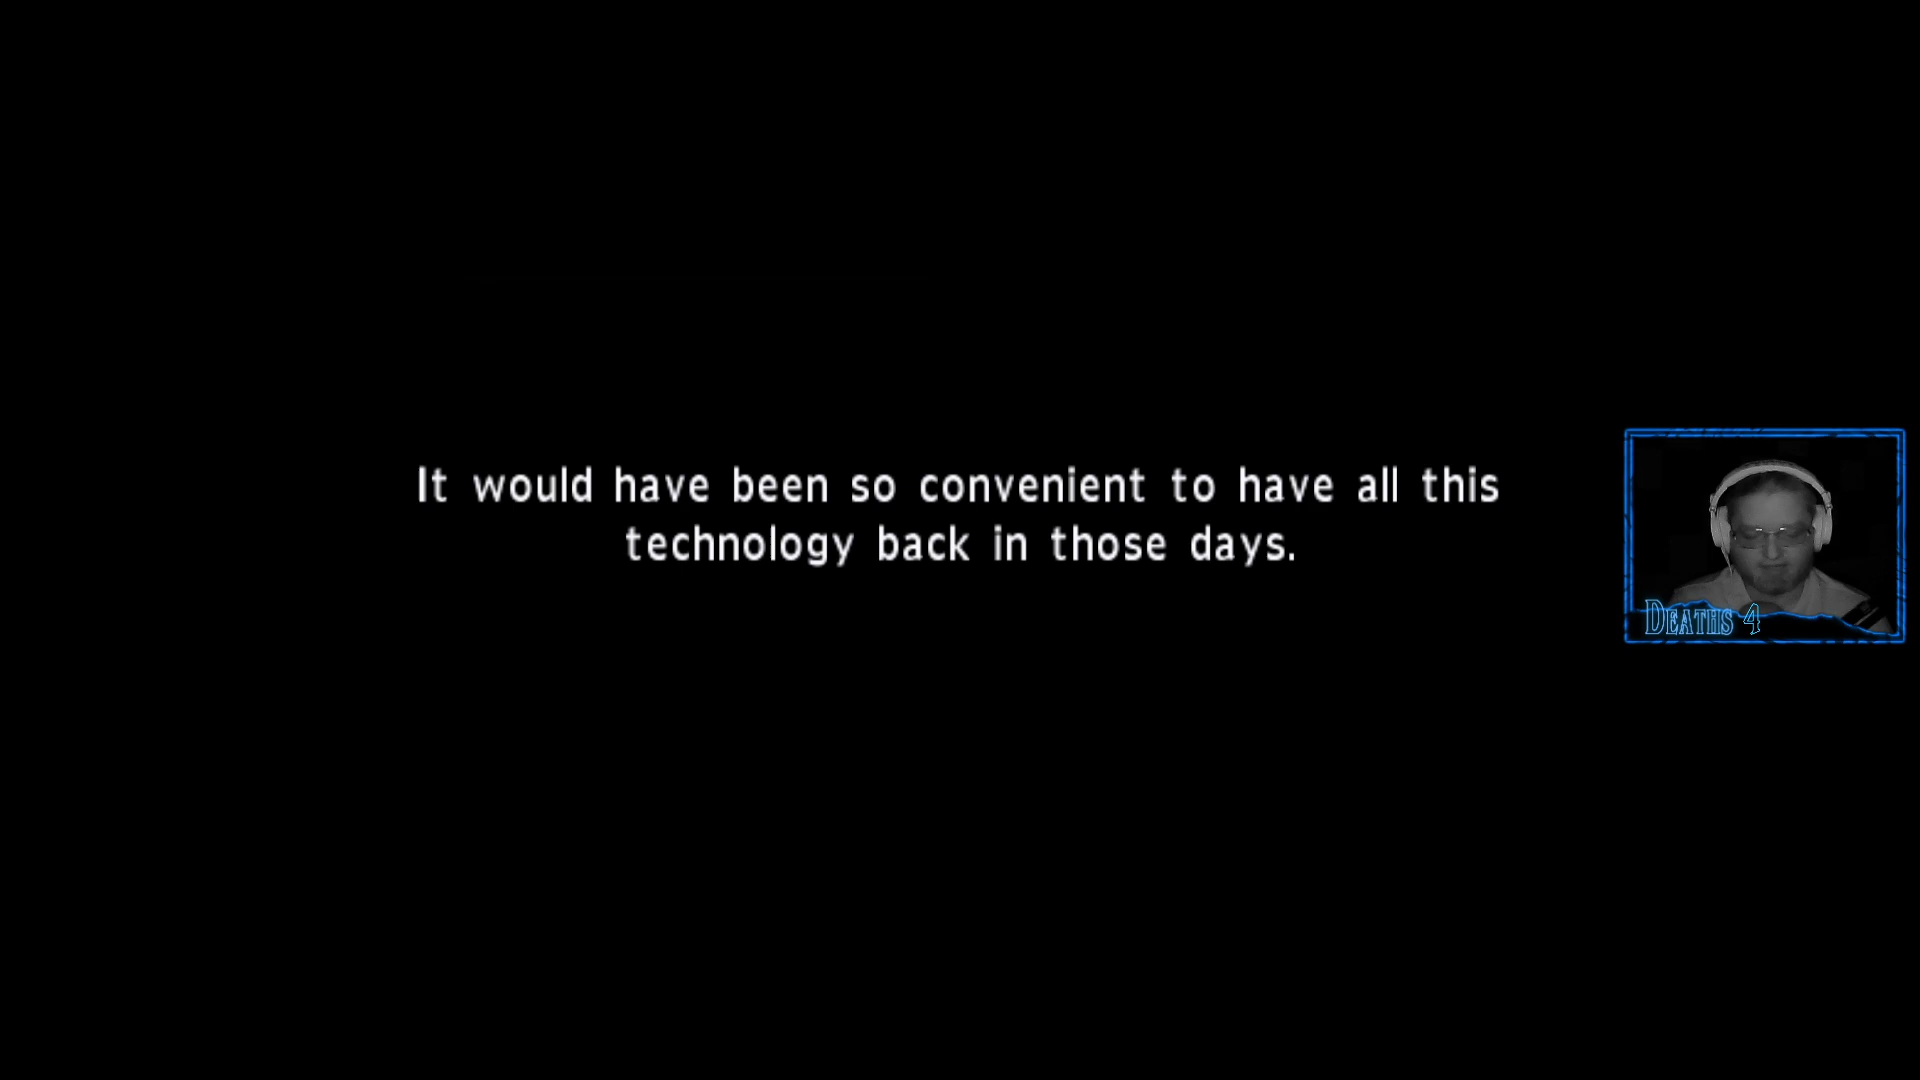 It would have been so convenient to have all this
technology back in those days.
Deaths 4